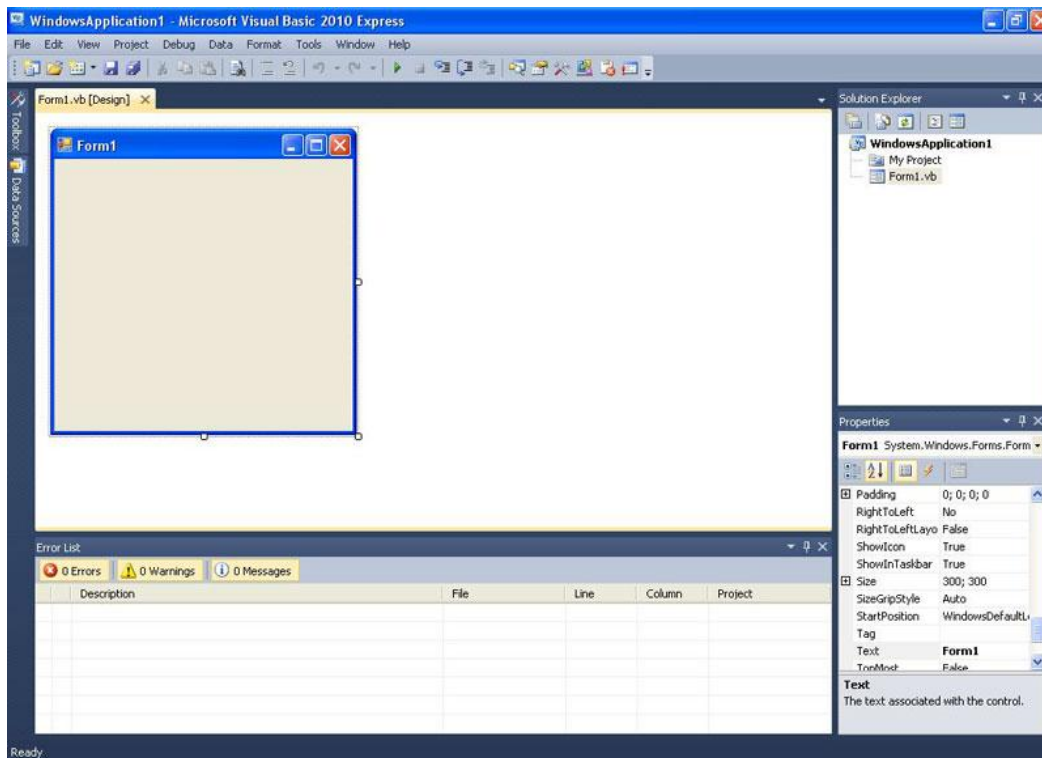 WindowsApplication1 - Microsoft Visual Basic 2010 Express
File Edit View Project Debug Data Format Tools Window Help
Toolbox
Data Sources
Form1.vb [Design]
Form1
Solution Explorer
WindowsApplication1
My Project
Form1.vb
Properties
Form1 System.Windows.Forms.Form
Padding 0; 0; 0; 0
RightToLeft No
RightToLeftLayo False
ShowIcon True
ShowInTaskbar True
Size 300; 300
SizeGripStyle Auto
StartPosition WindowsDefaultL
Tag
Text Form1
TopMost False
Text
The text associated with the control.
Error List
0 Errors 0 Warnings 0 Messages
Description File Line Column Project
Ready